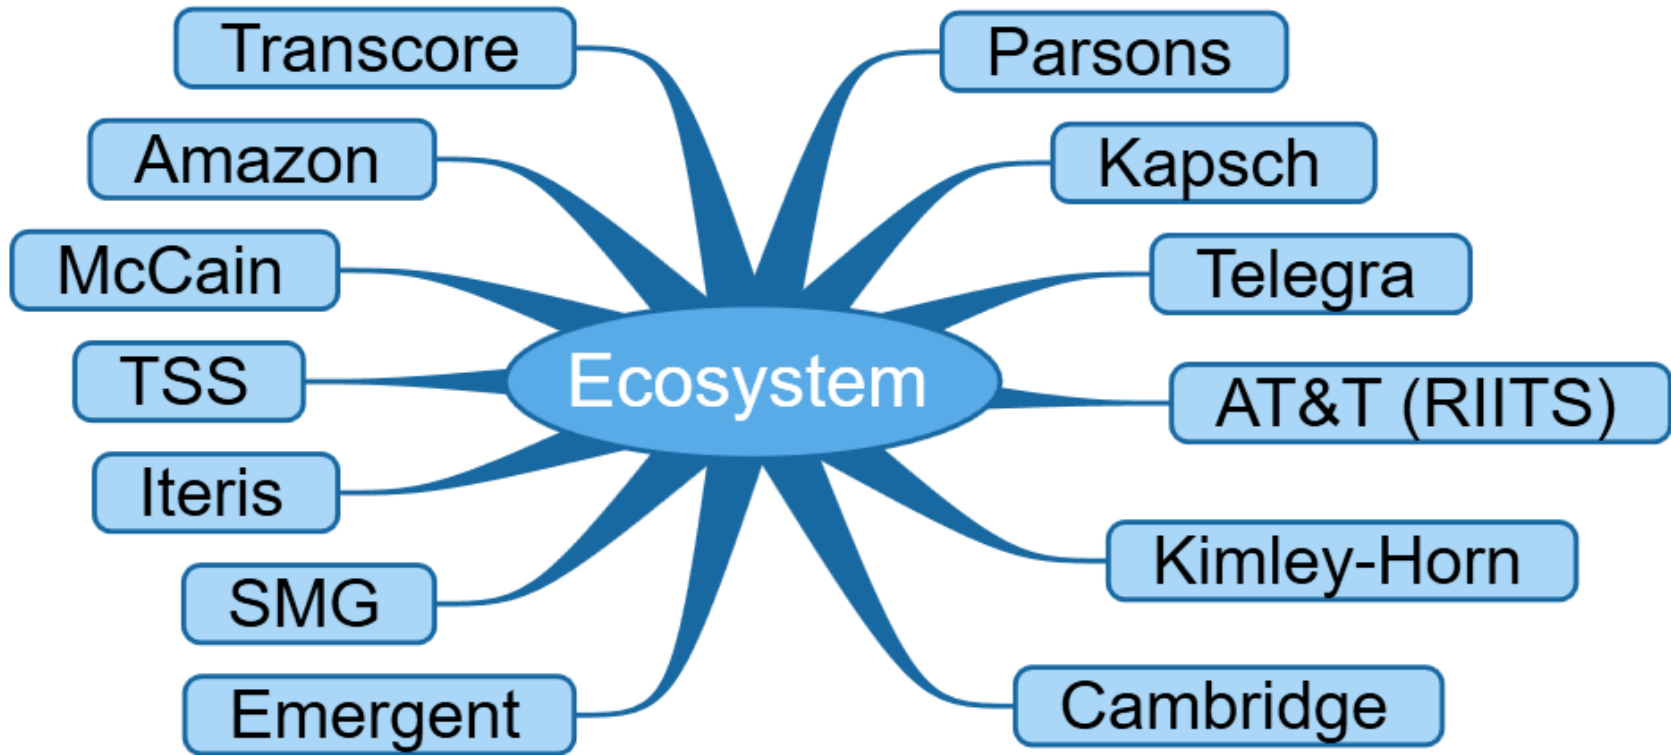 Transcore
Parsons
Amazon
Kapsch
McCain
Telegra
TSS
Ecosystem
AT&T (RIITS)
Iteris
Kimley-Horn
SMG
Emergent
Cambridge